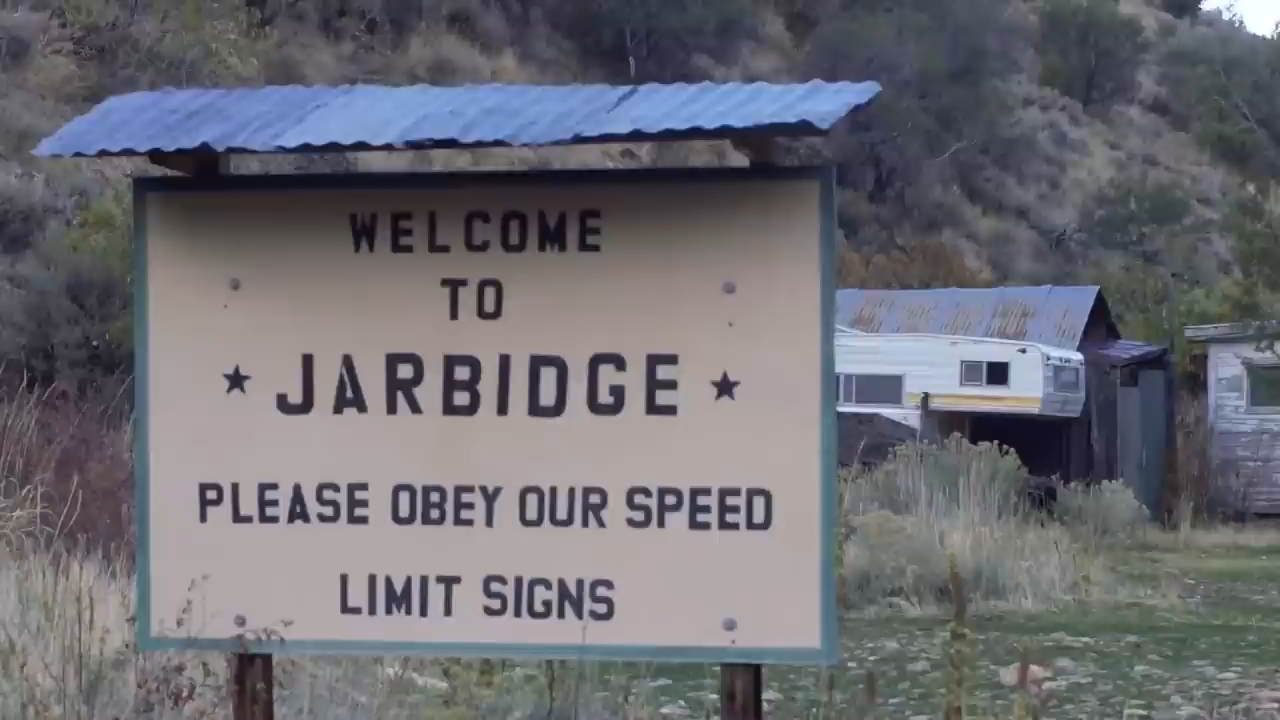 WELCOME
TO
★ JARBIDGE ★
PLEASE OBEY OUR SPEED
LIMIT SIGNS